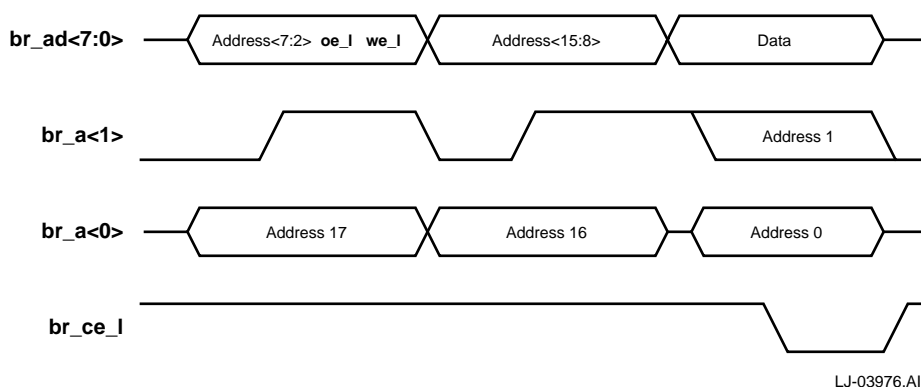 br_ad<7:0> Address<7:2> oe_l we_l Address<15:8> Data
br_a<1> Address 1
br_a<0> Address 17 Address 16 Address 0
br_ce_l
LJ-03976.AI